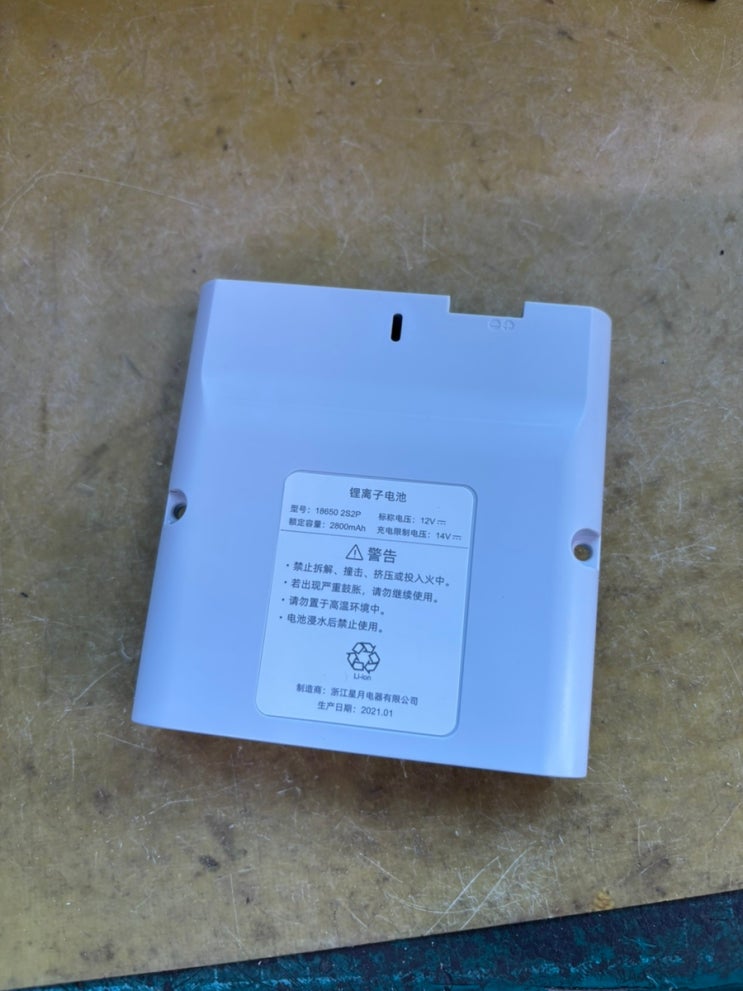 锂离子电池
型号：18650 2S2P 标称电压：12V⎓
额定容量：2800mAh 充电限制电压：14V⎓
警告
·禁止拆解、撞击、挤压或投入火中。
·若出现严重鼓胀，请勿继续使用。
·请勿置于高温环境中。
·电池浸水后禁止使用。
Li-ion
制造商：浙江星月电器有限公司
生产日期：2021.01